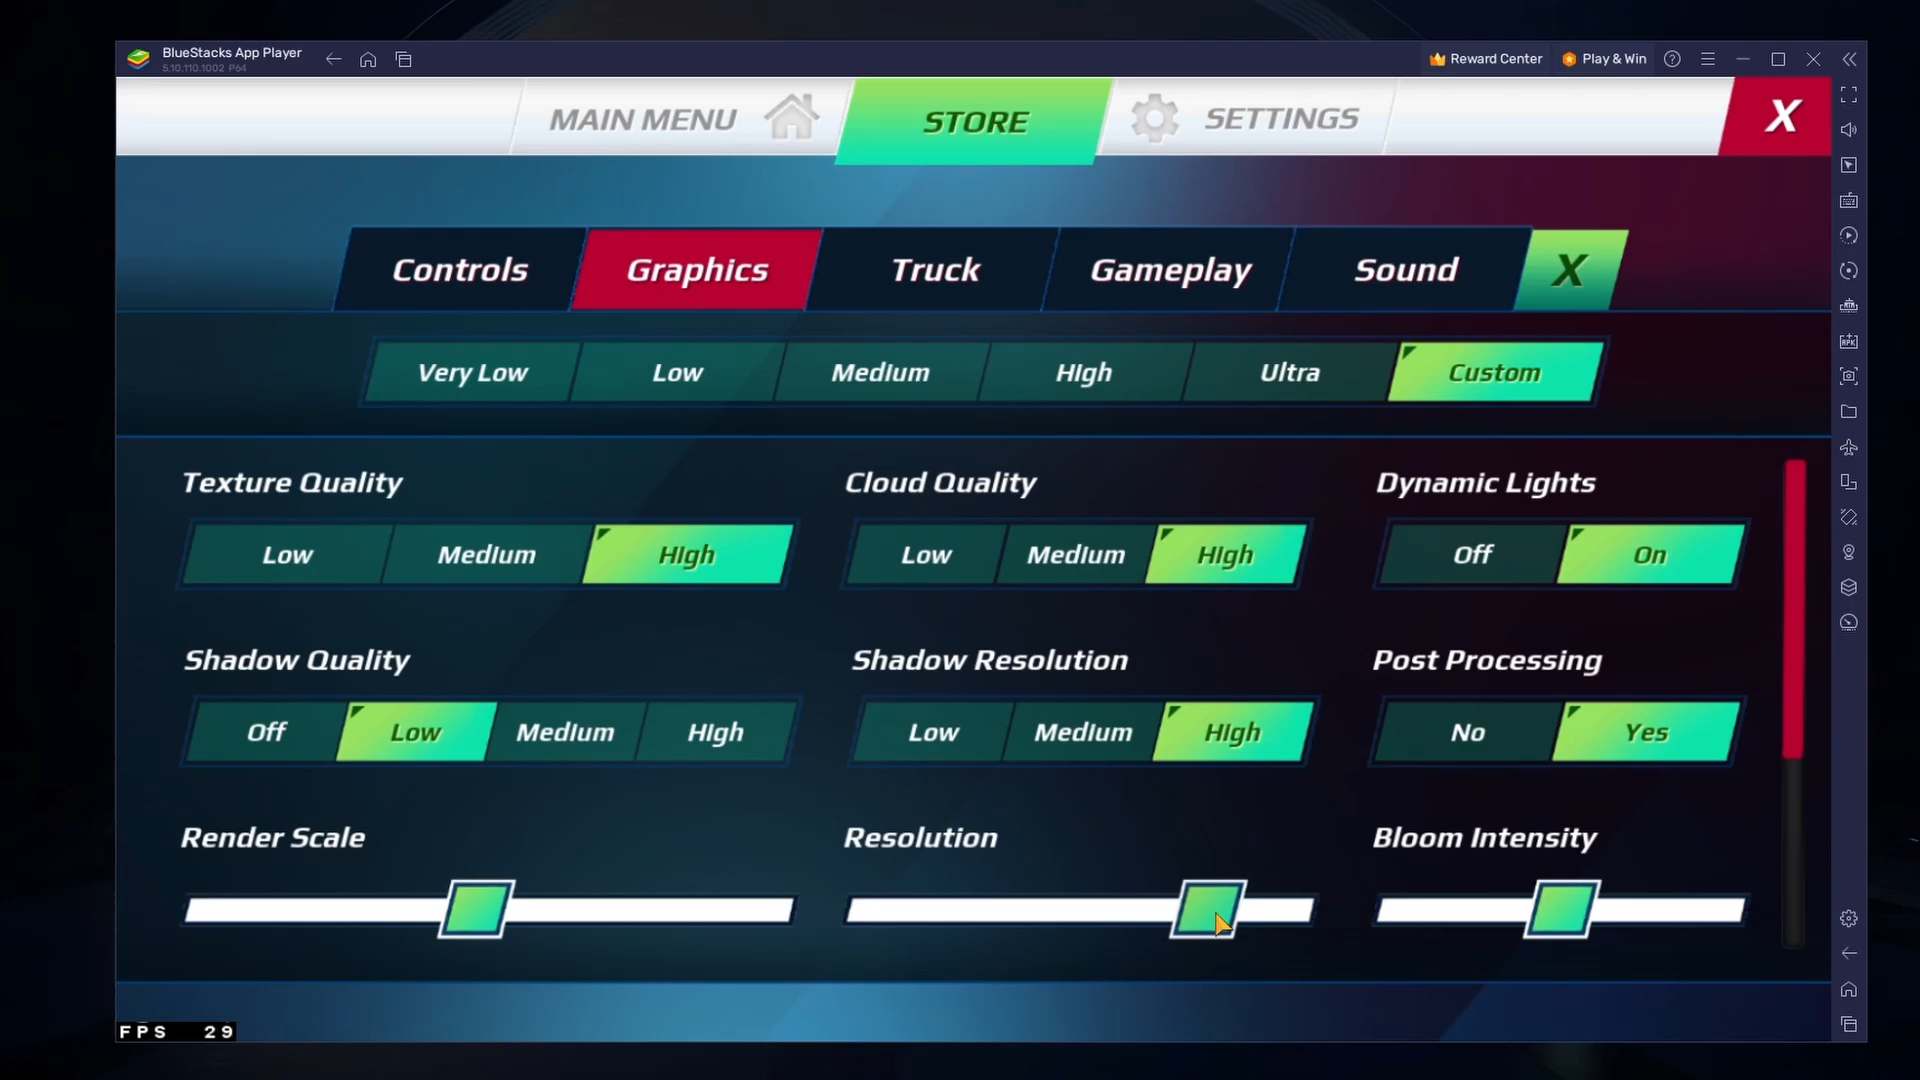 BlueStacks App Player
5.10.110.1002 P64
Reward Center
Play & Win
MAIN MENU
STORE
SETTINGS
X
Controls
Graphics
Truck
Gameplay
Sound
X
Very Low
Low
Medium
High
Ultra
Custom
Texture Quality
Cloud Quality
Dynamic Lights
Low
Medium
High
Low
Medium
High
Off
On
Shadow Quality
Shadow Resolution
Post Processing
Off
Low
Medium
High
Low
Medium
High
No
Yes
Render Scale
Resolution
Bloom Intensity
FPS 29